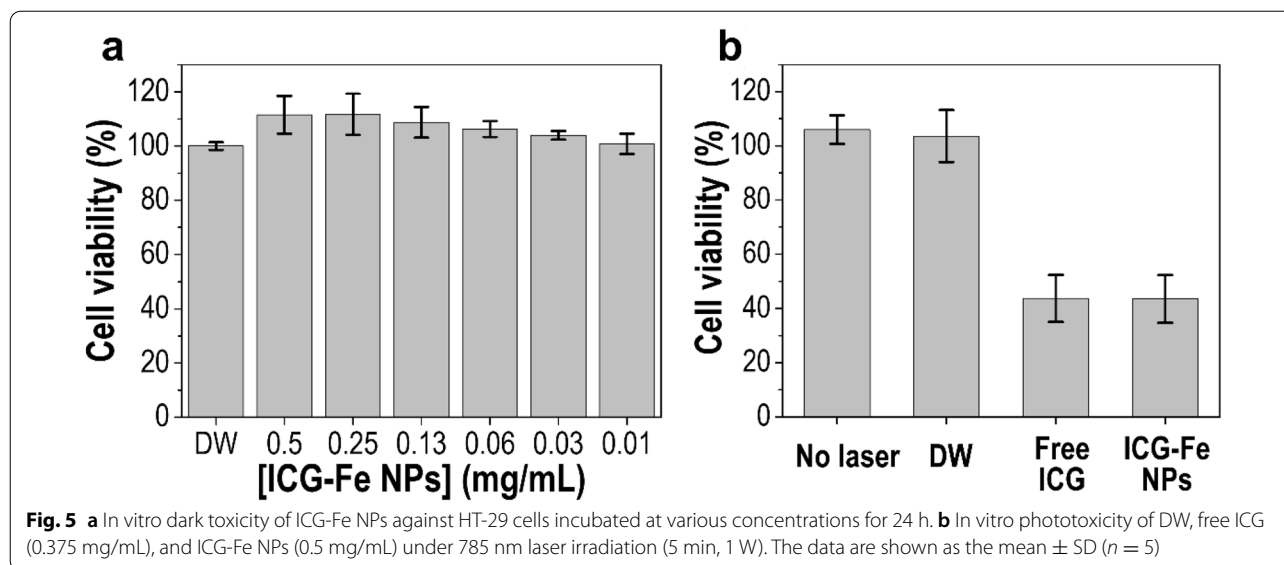 a
120
100
80
60
40
20
0
Cell viability (%)
DW 0.5 0.25 0.13 0.06 0.03 0.01
[ICG-Fe NPs] (mg/mL)
b
120
100
80
60
40
20
0
Cell viability (%)
No laser DW Free ICG ICG-Fe NPs
Fig. 5 a In vitro dark toxicity of ICG-Fe NPs against HT-29 cells incubated at various concentrations for 24 h. b In vitro phototoxicity of DW, free ICG
(0.375 mg/mL), and ICG-Fe NPs (0.5 mg/mL) under 785 nm laser irradiation (5 min, 1 W). The data are shown as the mean ± SD (n = 5)